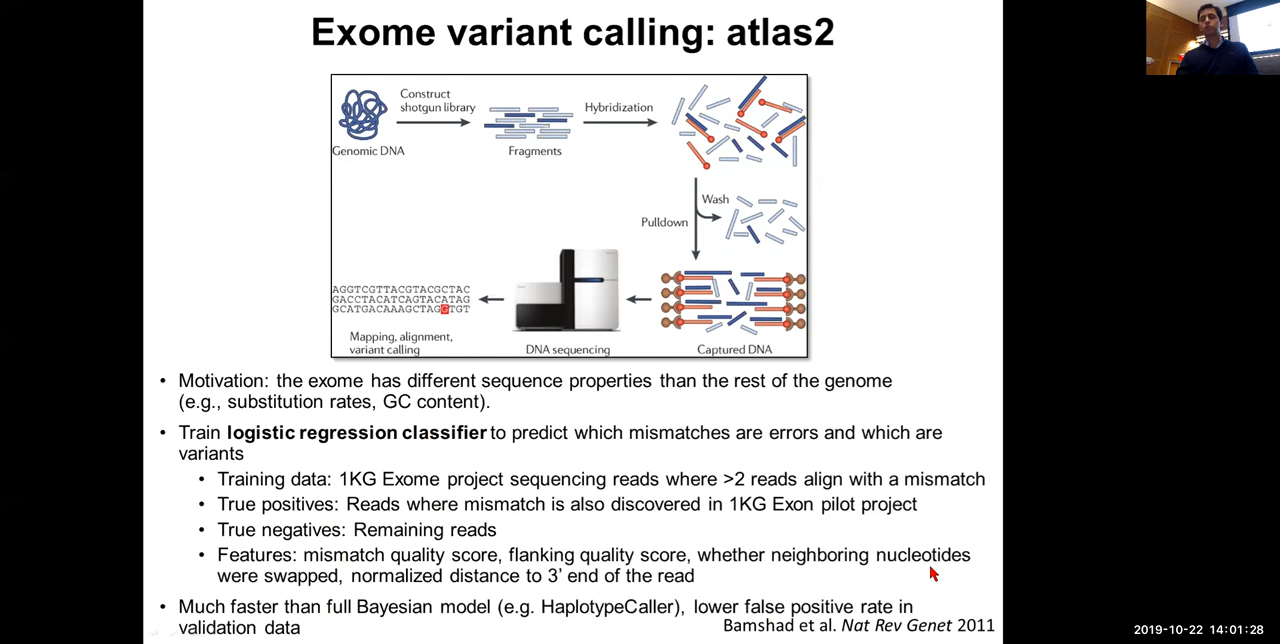 Exome variant calling: atlas2
Construct
shotgun library
Hybridization
Genomic DNA
Fragments
Wash
Pulldown
AGGTCGTTACGTACGCTAC
GACCTACATCAGTACATAG
GCATGACAAAGCTAGGTGT
Mapping, alignment,
variant calling
DNA sequencing
Captured DNA
• Motivation: the exome has different sequence properties than the rest of the genome
(e.g., substitution rates, GC content).
• Train logistic regression classifier to predict which mismatches are errors and which are
variants
• Training data: 1KG Exome project sequencing reads where >2 reads align with a mismatch
• True positives: Reads where mismatch is also discovered in 1KG Exon pilot project
• True negatives: Remaining reads
• Features: mismatch quality score, flanking quality score, whether neighboring nucleotides
were swapped, normalized distance to 3’ end of the read
• Much faster than full Bayesian model (e.g. HaplotypeCaller), lower false positive rate in
validation data
Bamshad et al. Nat Rev Genet 2011
2019-10-22 14:01:28